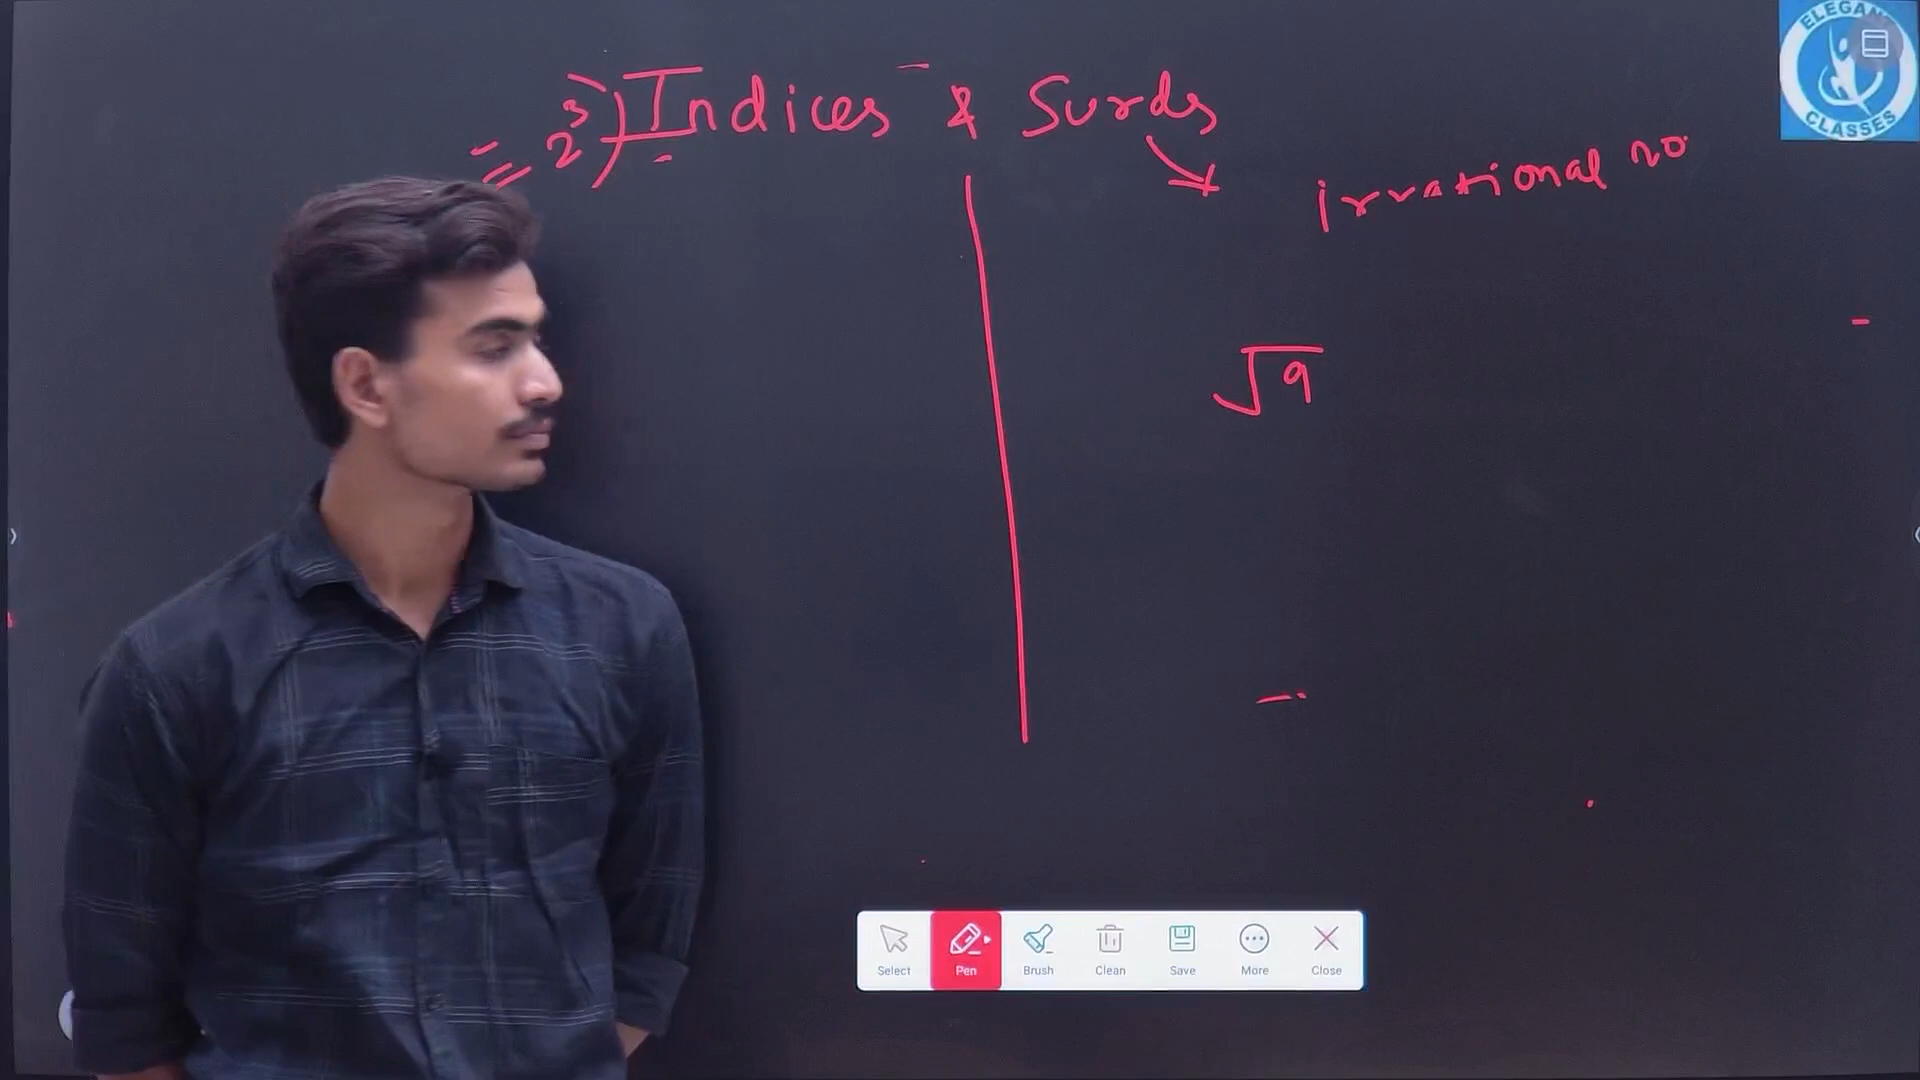 = 2³) Indices & Surds
irrational no.
√9
ELEGANT CLASSES
Select Pen Brush Clean Save More Close